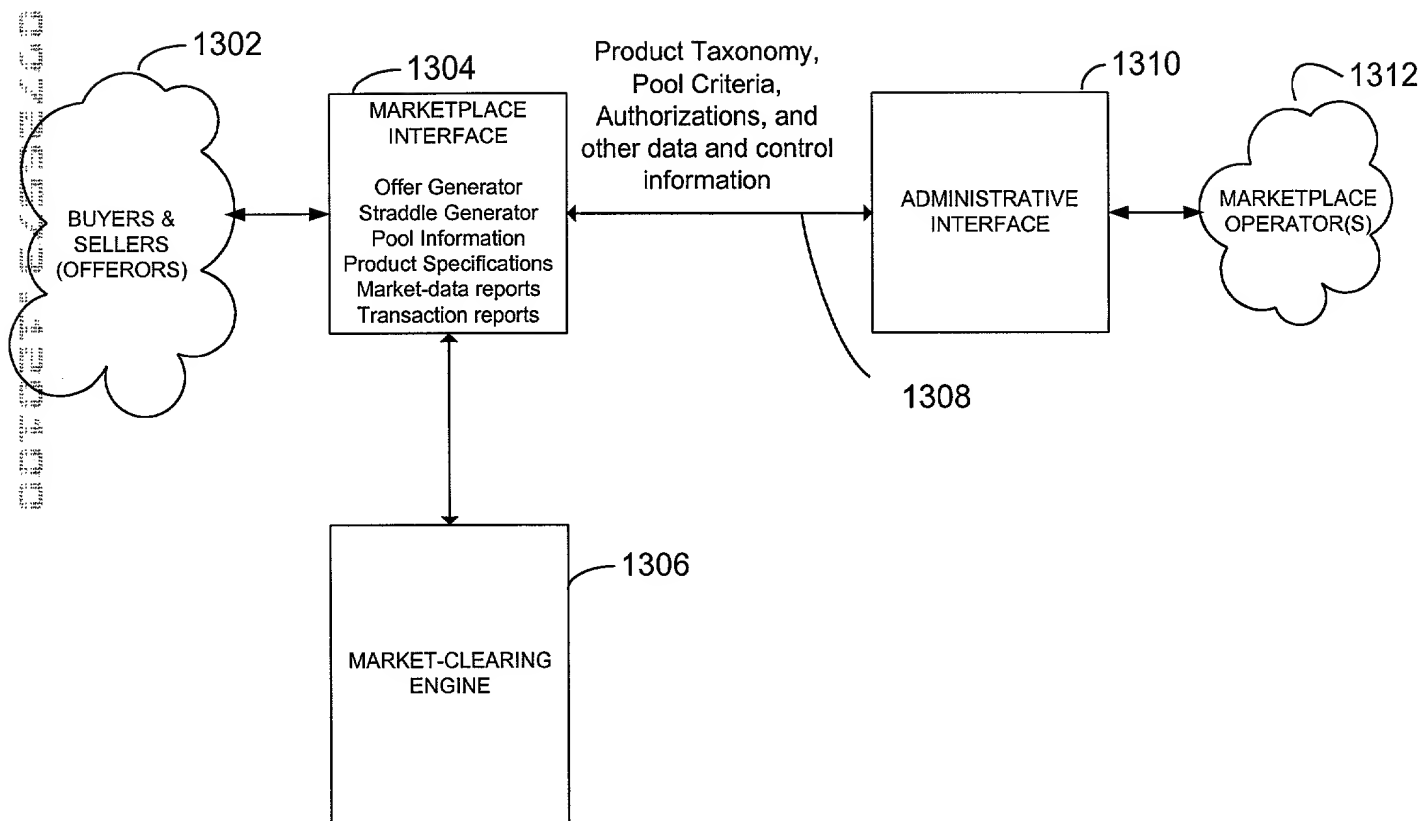 1302
BUYERS &
SELLERS
(OFFERORS)
1304
MARKETPLACE
INTERFACE
Offer Generator
Straddle Generator
Pool Information
Product Specifications
Market-data reports
Transaction reports
Product Taxonomy,
Pool Criteria,
Authorizations, and
other data and control
information
1308
1310
ADMINISTRATIVE
INTERFACE
1312
MARKETPLACE
OPERATOR(S)
1306
MARKET-CLEARING
ENGINE